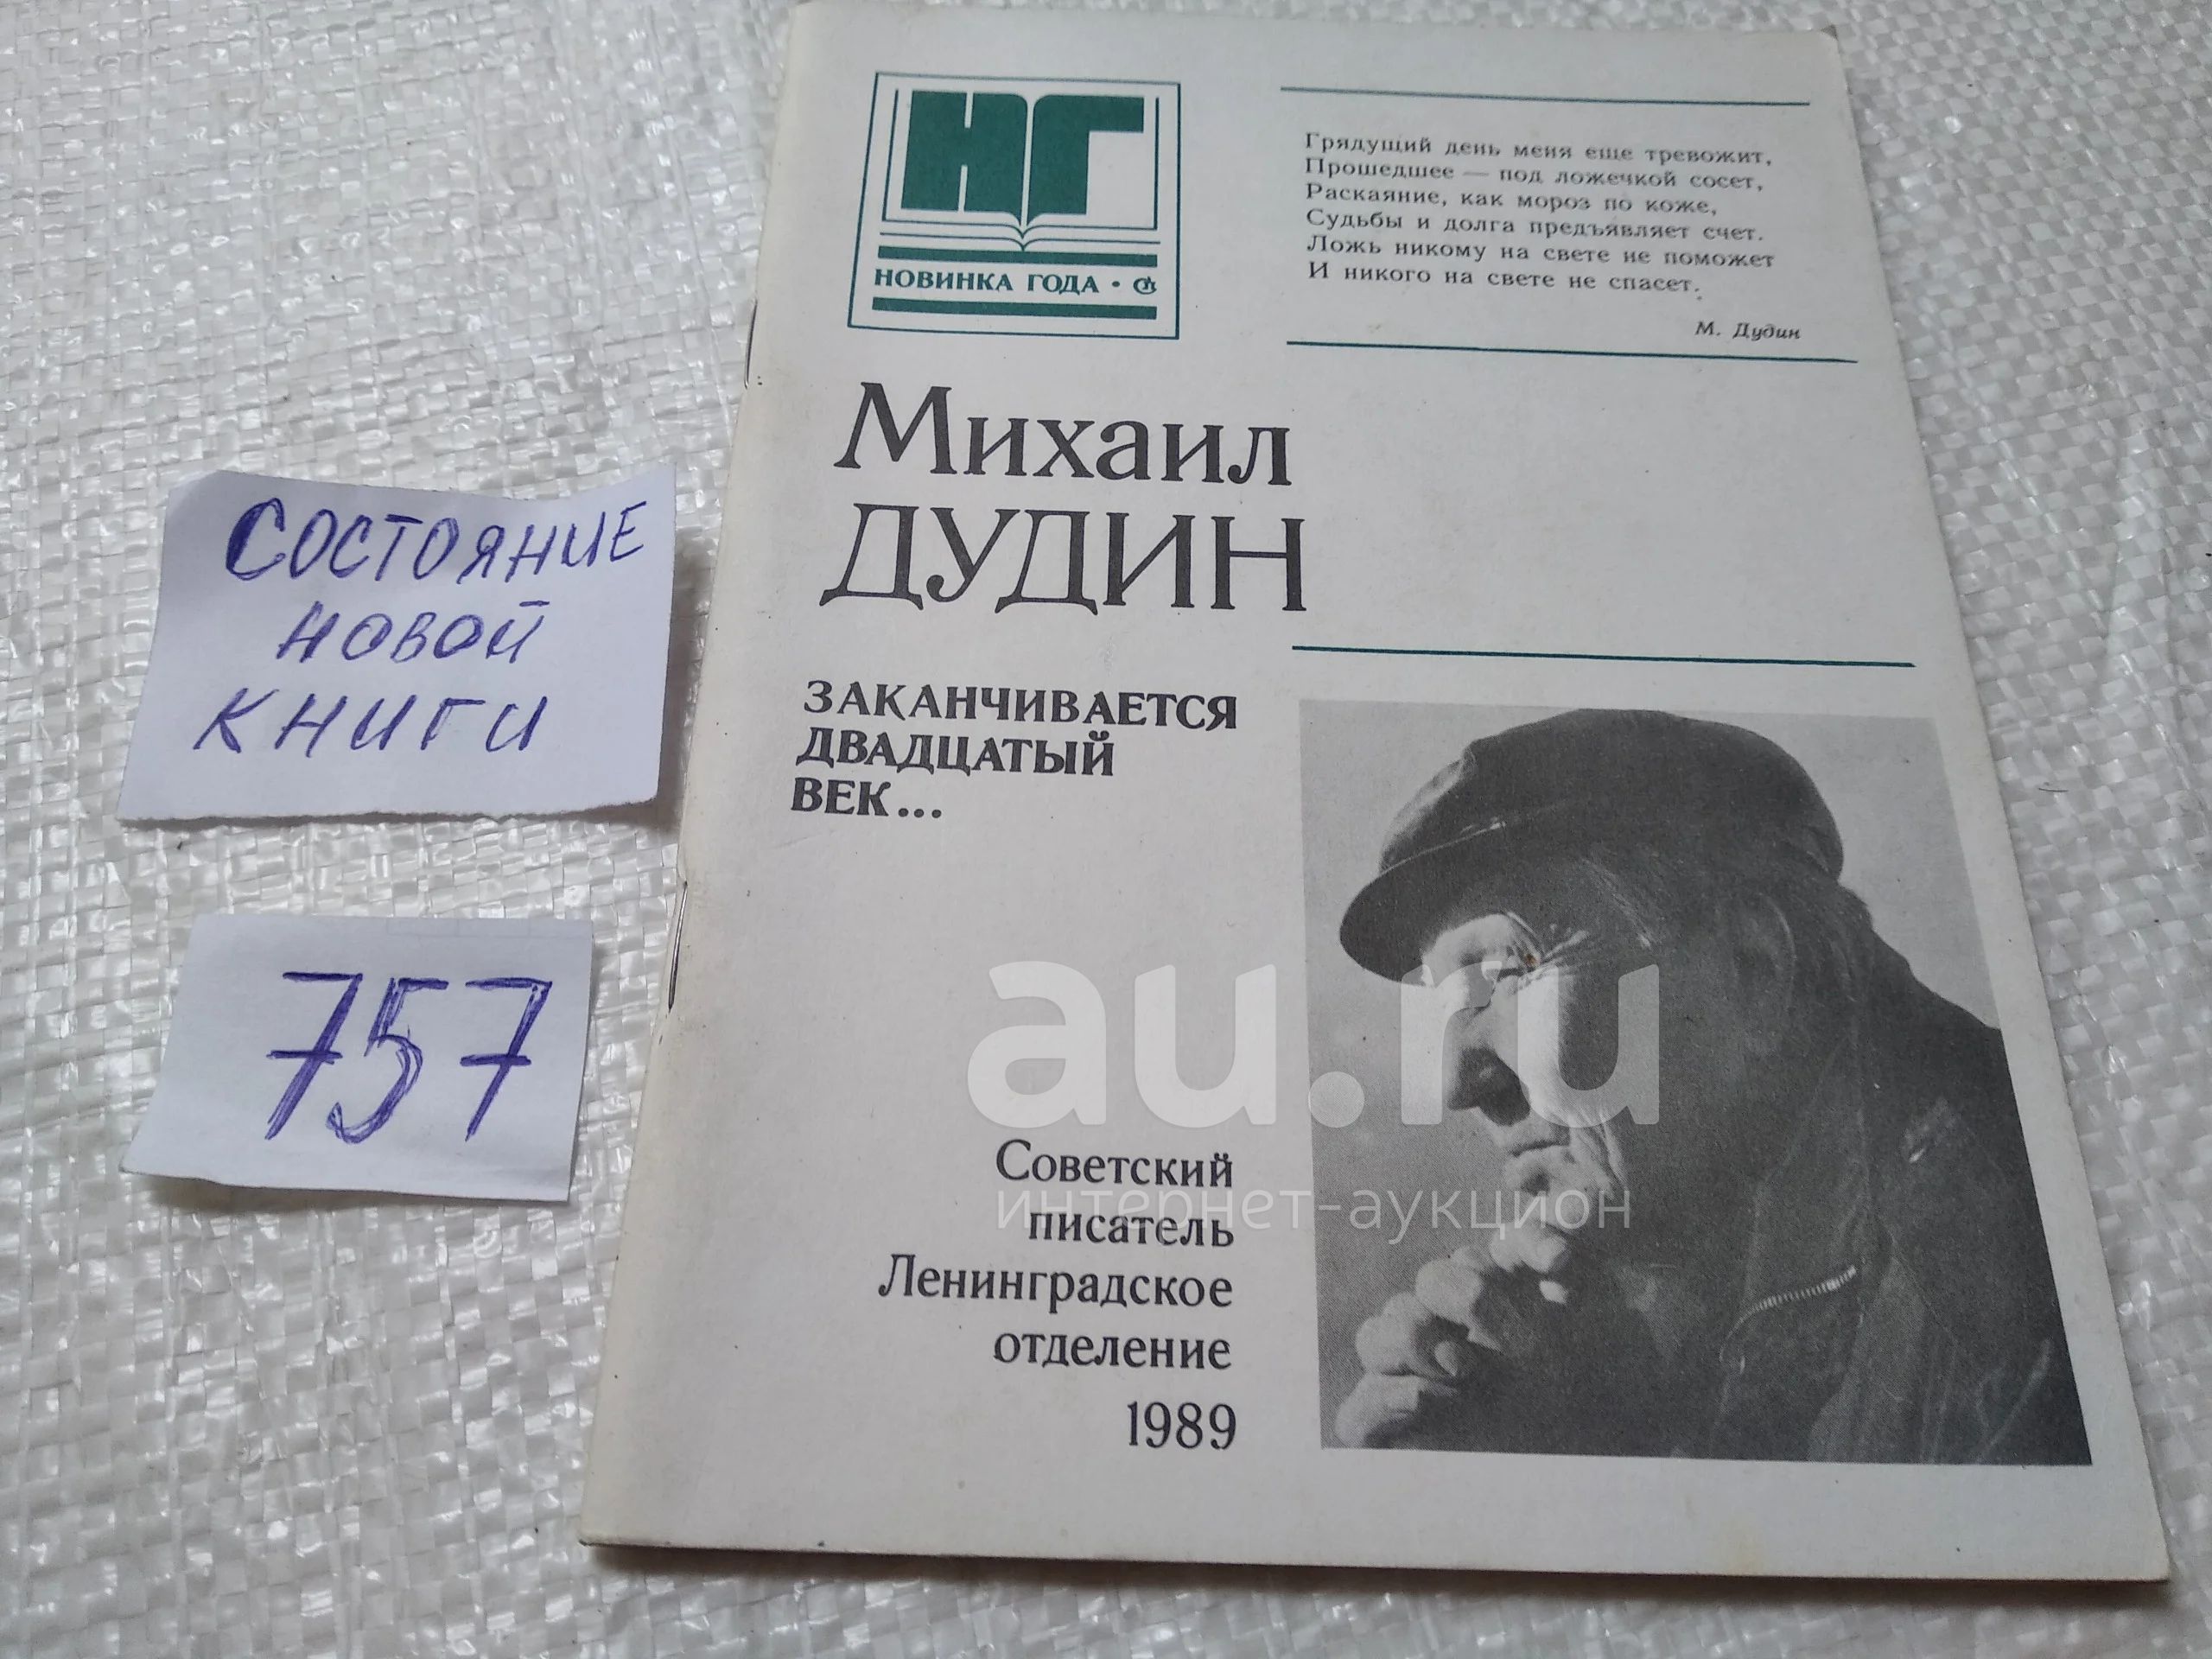 НГ
НОВИНКА ГОДА •
Грядущий день меня еще тревожит,
Прошедшее — под ложечкой сосет,
Раскаяние, как мороз по коже,
Судьбы и долга предъявляет счет.
Ложь никому на свете не поможет
И никого на свете не спасет.
М. Дудин
Михаил
ДУДИН
ЗАКАНЧИВАЕТСЯ
ДВАДЦАТЫЙ
ВЕК...
Советский
писатель
Ленинградское
отделение
1989
СОСТОЯНИЕ
НОВОЙ
КНИГИ
757
au.ru
интернет-аукцион